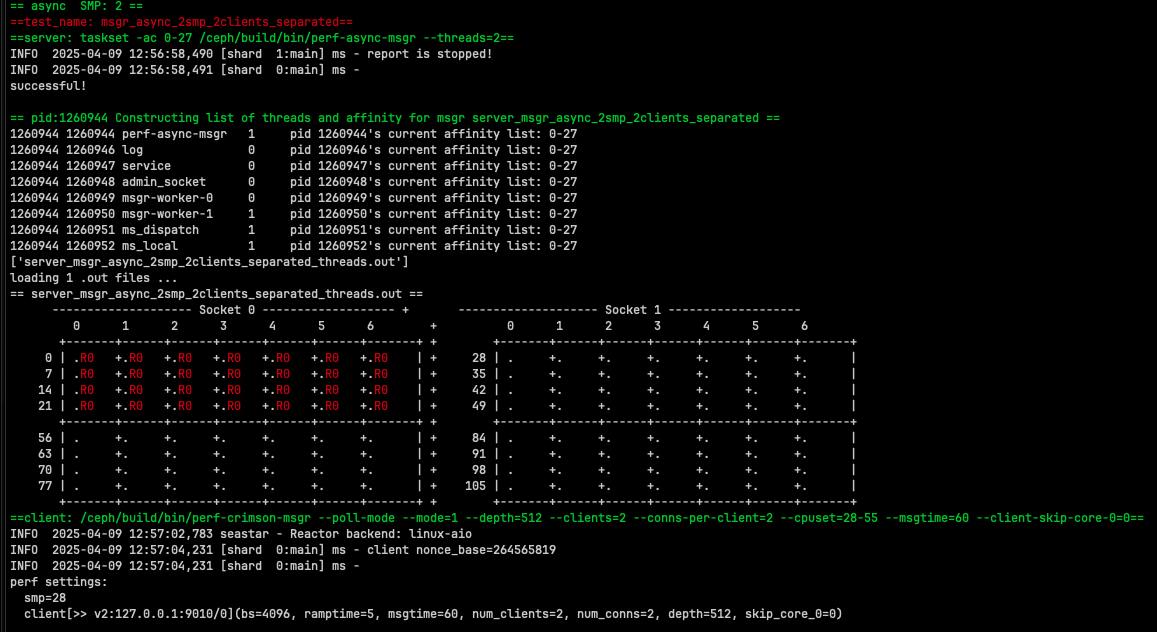 == async  SMP: 2 ==
==test_name: msgr_async_2smp_2clients_separated==
==server: taskset -ac 0-27 /ceph/build/bin/perf-async-msgr --threads=2==
INFO  2025-04-09 12:56:58,490 [shard  1:main] ms - report is stopped!
INFO  2025-04-09 12:56:58,491 [shard  0:main] ms -
successful!

== pid:1260944 Constructing list of threads and affinity for msgr server_msgr_async_2smp_2clients_separated ==
1260944 1260944 perf-async-msgr   1     pid 1260944's current affinity list: 0-27
1260944 1260946 log                 0     pid 1260946's current affinity list: 0-27
1260944 1260947 service           0     pid 1260947's current affinity list: 0-27
1260944 1260948 admin_socket      0     pid 1260948's current affinity list: 0-27
1260944 1260949 msgr-worker-0     0     pid 1260949's current affinity list: 0-27
1260944 1260950 msgr-worker-1     1     pid 1260950's current affinity list: 0-27
1260944 1260951 ms_dispatch       1     pid 1260951's current affinity list: 0-27
1260944 1260952 ms_local          1     pid 1260952's current affinity list: 0-27
['server_msgr_async_2smp_2clients_separated_threads.out']
loading 1 .out files ...
== server_msgr_async_2smp_2clients_separated_threads.out ==
      -------------------- Socket 0 ------------------- +       -------------------- Socket 1 -------------------
         0      1      2      3      4      5      6        +          0      1      2      3      4      5      6
       +------+------+------+------+------+------+-------+ +        +-------+------+------+------+------+------+-------+
     0 | .R0   +.R0   +.R0   +.R0   +.R0   +.R0   +.R0    | +     28 | .     +.     +.     +.     +.     +.     +.      |
     7 | .R0   +.R0   +.R0   +.R0   +.R0   +.R0   +.R0    | +     35 | .     +.     +.     +.     +.     +.     +.      |
    14 | .R0   +.R0   +.R0   +.R0   +.R0   +.R0   +.R0    | +     42 | .     +.     +.     +.     +.     +.     +.      |
    21 | .R0   +.R0   +.R0   +.R0   +.R0   +.R0   +.R0    | +     49 | .     +.     +.     +.     +.     +.     +.      |
       +-------+------+------+------+------+------+-------+ +        +-------+------+------+------+------+------+-------+
    56 | .     +.     +.     +.     +.     +.     +.      | +     84 | .     +.     +.     +.     +.     +.     +.      |
    63 | .     +.     +.     +.     +.     +.     +.      | +     91 | .     +.     +.     +.     +.     +.     +.      |
    70 | .     +.     +.     +.     +.     +.     +.      | +     98 | .     +.     +.     +.     +.     +.     +.      |
    77 | .     +.     +.     +.     +.     +.     +.      | +    105 | .     +.     +.     +.     +.     +.     +.      |
       +-------+------+------+------+------+------+-------+ +        +-------+------+------+------+------+------+-------+
==client: /ceph/build/bin/perf-crimson-msgr --poll-mode --mode=1 --depth=512 --clients=2 --conns-per-client=2 --cpuset=28-55 --msgtime=60 --client-skip-core-0=0==
INFO  2025-04-09 12:57:02,783 seastar - Reactor backend: linux-aio
INFO  2025-04-09 12:57:04,231 [shard  0:main] ms - client nonce_base=264565819
INFO  2025-04-09 12:57:04,231 [shard  0:main] ms -
perf settings:
  smp=28
  client[>> v2:127.0.0.1:9010/0](bs=4096, ramptime=5, msgtime=60, num_clients=2, num_conns=2, depth=512, skip_core_0=0)